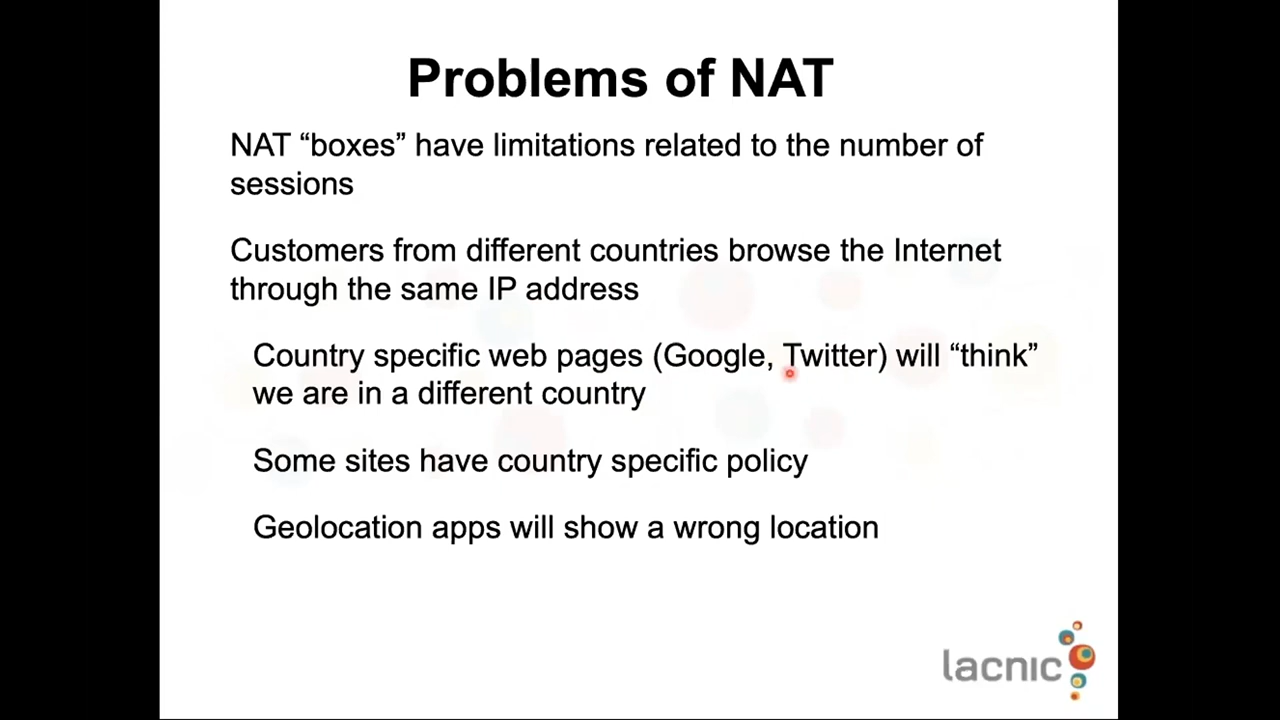 Problems of NAT
NAT “boxes” have limitations related to the number of
sessions
Customers from different countries browse the Internet
through the same IP address
Country specific web pages (Google, Twitter) will “think”
we are in a different country
Some sites have country specific policy
Geolocation apps will show a wrong location
lacnic